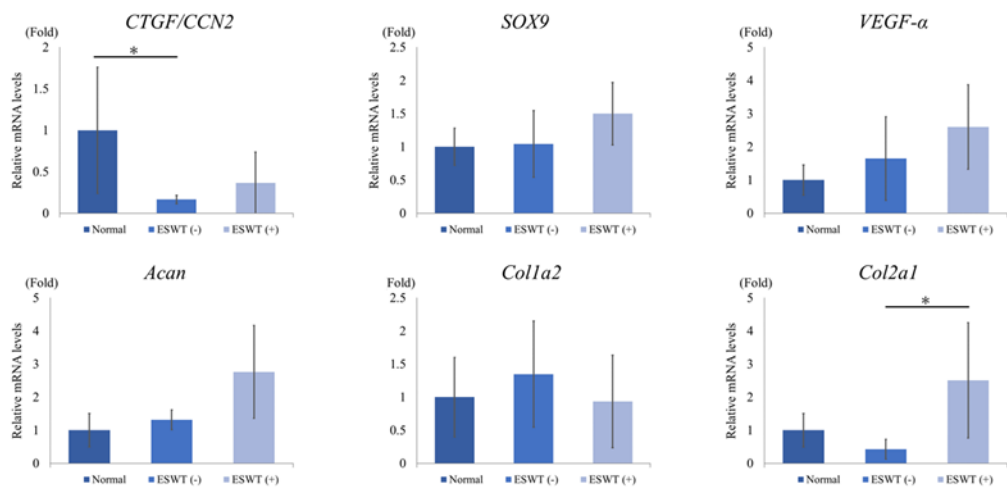 CTGF/CCN2
(Fold)
*
Relative mRNA levels
2
1.5
1
0.5
0
Normal ESWT (-) ESWT (+)
SOX9
(Fold)
Relative mRNA levels
2.5
2
1.5
1
0.5
0
Normal ESWT (-) ESWT (+)
VEGF-α
(Fold)
Relative mRNA levels
5
4
3
2
1
0
Normal ESWT (-) ESWT (+)
Acan
(Fold)
Relative mRNA levels
5
4
3
2
1
0
Normal ESWT (-) ESWT (+)
Col1a2
(Fold)
Relative mRNA levels
2.5
2
1.5
1
0.5
0
Normal ESWT (-) ESWT (+)
Col2a1
(Fold)
*
Relative mRNA levels
5
4
3
2
1
0
Normal ESWT (-) ESWT (+)